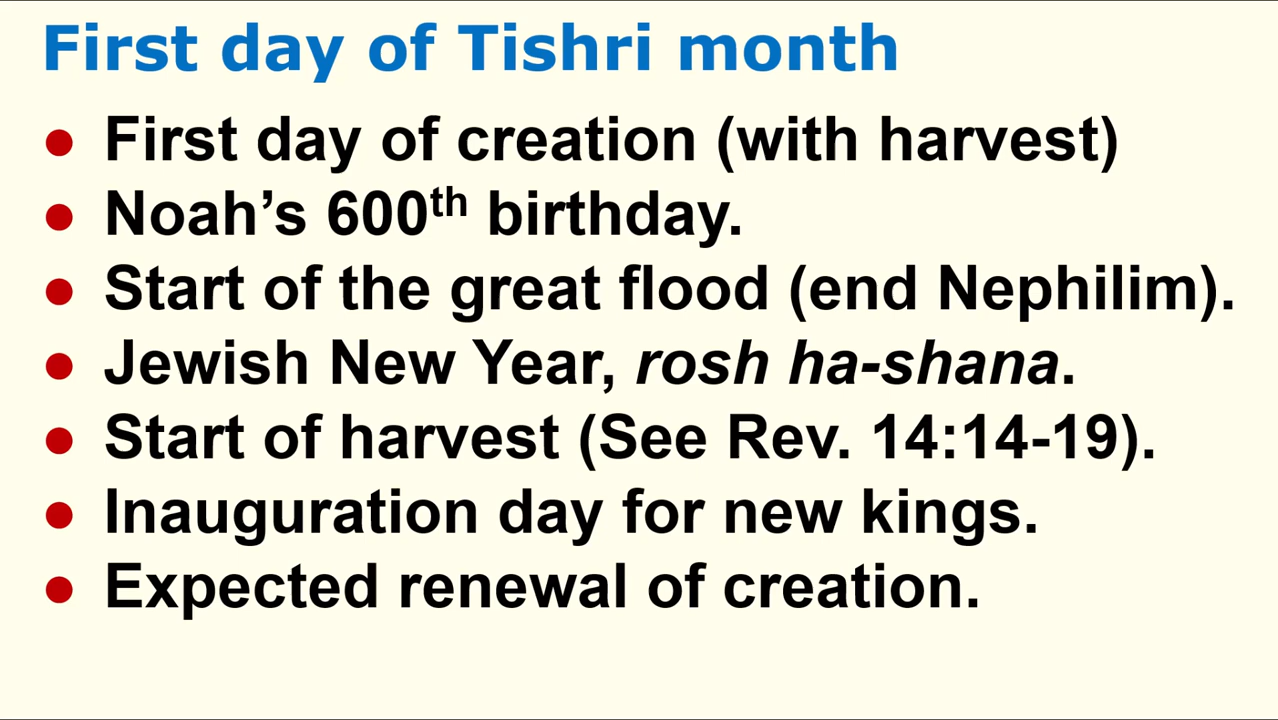 First day of Tishri month
● First day of creation (with harvest)
● Noah’s 600th birthday.
● Start of the great flood (end Nephilim).
● Jewish New Year, rosh ha-shana.
● Start of harvest (See Rev. 14:14-19).
● Inauguration day for new kings.
● Expected renewal of creation.